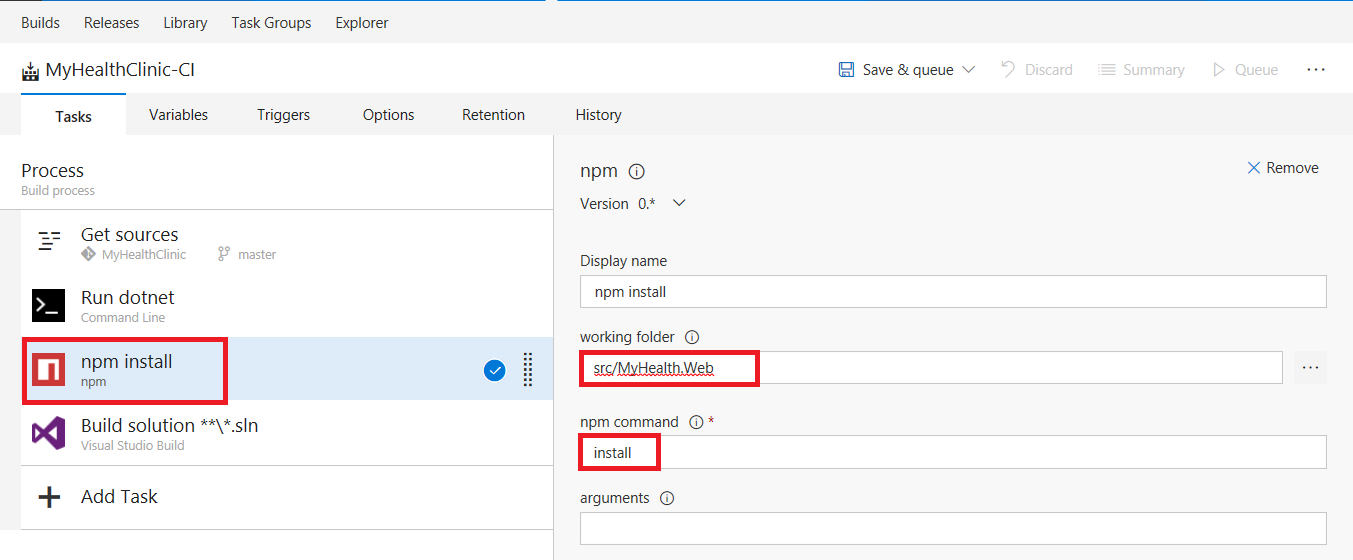 Builds Releases Library Task Groups Explorer
MyHealthClinic-CI Save & queue Discard Summary Queue ...
Tasks Variables Triggers Options Retention History
Process
Build process
Get sources
MyHealthClinic master
Run dotnet
Command Line
npm install
npm
Build solution **\*.sln
Visual Studio Build
Add Task
npm Remove
Version 0.*
Display name
npm install
working folder
src/MyHealth.Web ...
npm command *
install
arguments